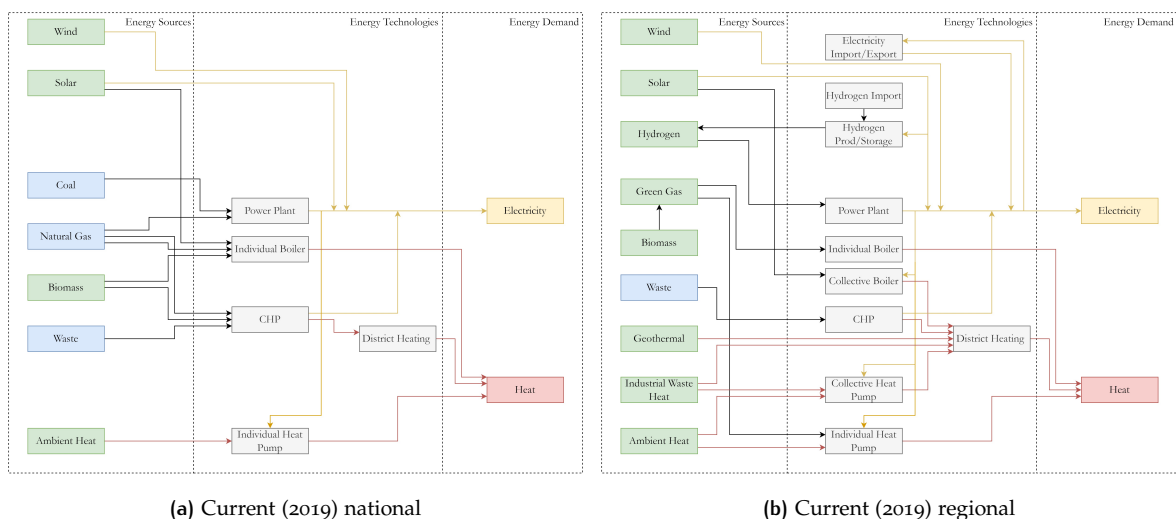 Energy Sources
Energy Technologies
Energy Demand
Wind
Solar
Coal
Natural Gas
Biomass
Waste
Ambient Heat
Power Plant
Individual Boiler
CHP
District Heating
Individual Heat
Pump
Electricity
Heat
(a) Current (2019) national
Energy Sources
Energy Technologies
Energy Demand
Wind
Solar
Hydrogen
Green Gas
Biomass
Waste
Geothermal
Industrial Waste
Heat
Ambient Heat
Electricity
Import/Export
Hydrogen Import
Hydrogen
Prod/Storage
Power Plant
Individual Boiler
Collective Boiler
CHP
District Heating
Collective Heat
Pump
Individual Heat
Pump
Electricity
Heat
(b) Current (2019) regional